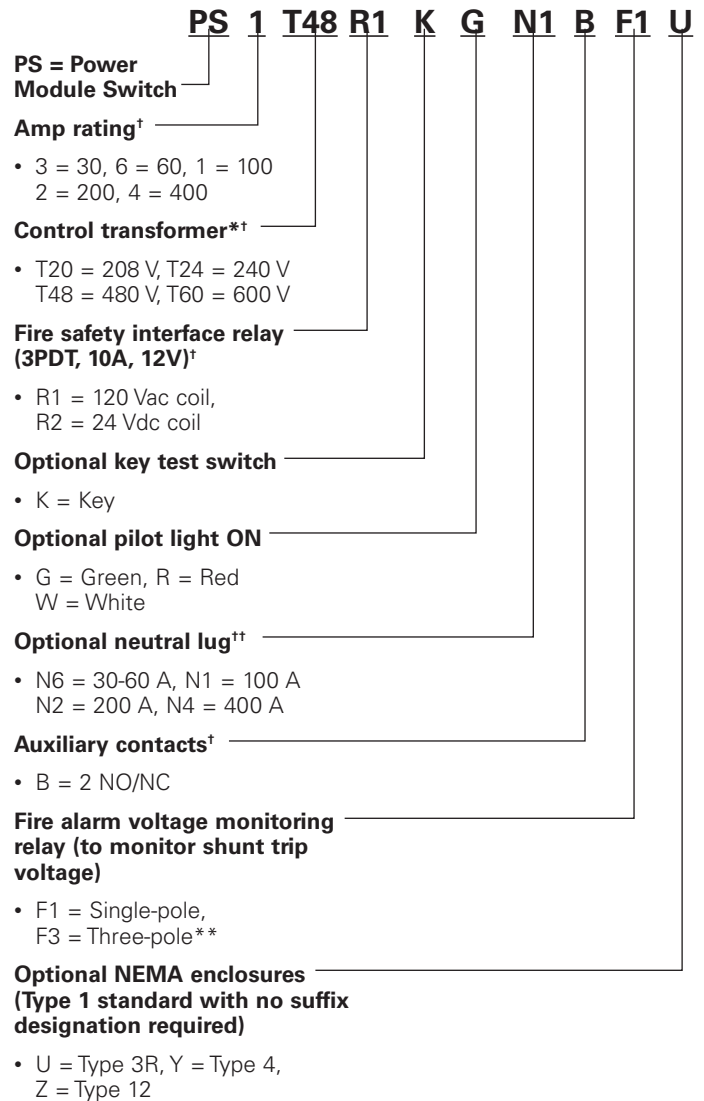 PS 1 T48 R1 K G N1 B F1 U
PS = Power
Module Switch
Amp rating†
• 3 = 30, 6 = 60, 1 = 100
2 = 200, 4 = 400
Control transformer*†
• T20 = 208 V, T24 = 240 V
T48 = 480 V, T60 = 600 V
Fire safety interface relay
(3PDT, 10A, 12V)†
• R1 = 120 Vac coil,
R2 = 24 Vdc coil
Optional key test switch
• K = Key
Optional pilot light ON
• G = Green, R = Red
W = White
Optional neutral lug††
• N6 = 30-60 A, N1 = 100 A
N2 = 200 A, N4 = 400 A
Auxiliary contacts†
• B = 2 NO/NC
Fire alarm voltage monitoring
relay (to monitor shunt trip
voltage)
• F1 = Single-pole,
F3 = Three-pole**
Optional NEMA enclosures
(Type 1 standard with no suffix
designation required)
• U = Type 3R, Y = Type 4,
Z = Type 12